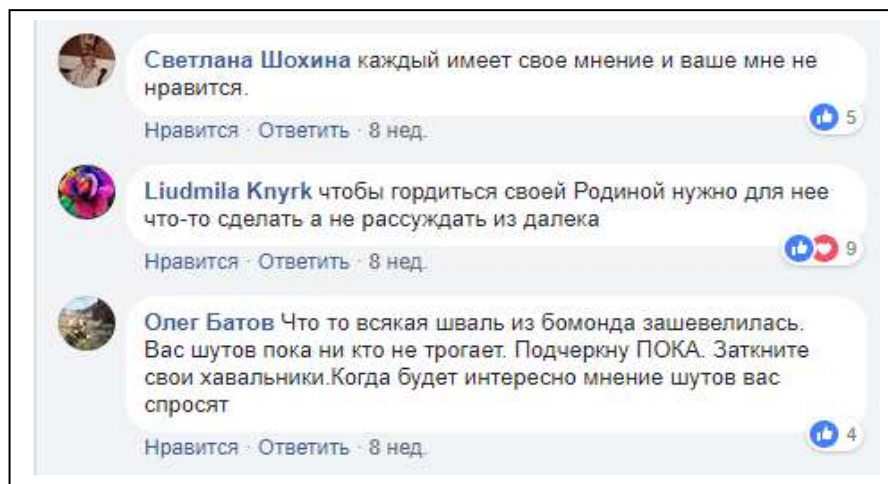 Светлана Шохина каждый имеет свое мнение и ваше мне не
нравится.
5
Нравится · Ответить · 8 нед.
Liudmila Knyrk чтобы гордиться своей Родиной нужно для нее
что-то сделать а не рассуждать из далека
9
Нравится · Ответить · 8 нед.
Олег Батов Что то всякая шваль из бомонда зашевелилась.
Вас шутов пока ни кто не трогает. Подчеркну ПОКА. Заткните
свои хавальники.Когда будет интересно мнение шутов вас
спросят
4
Нравится · Ответить · 8 нед.